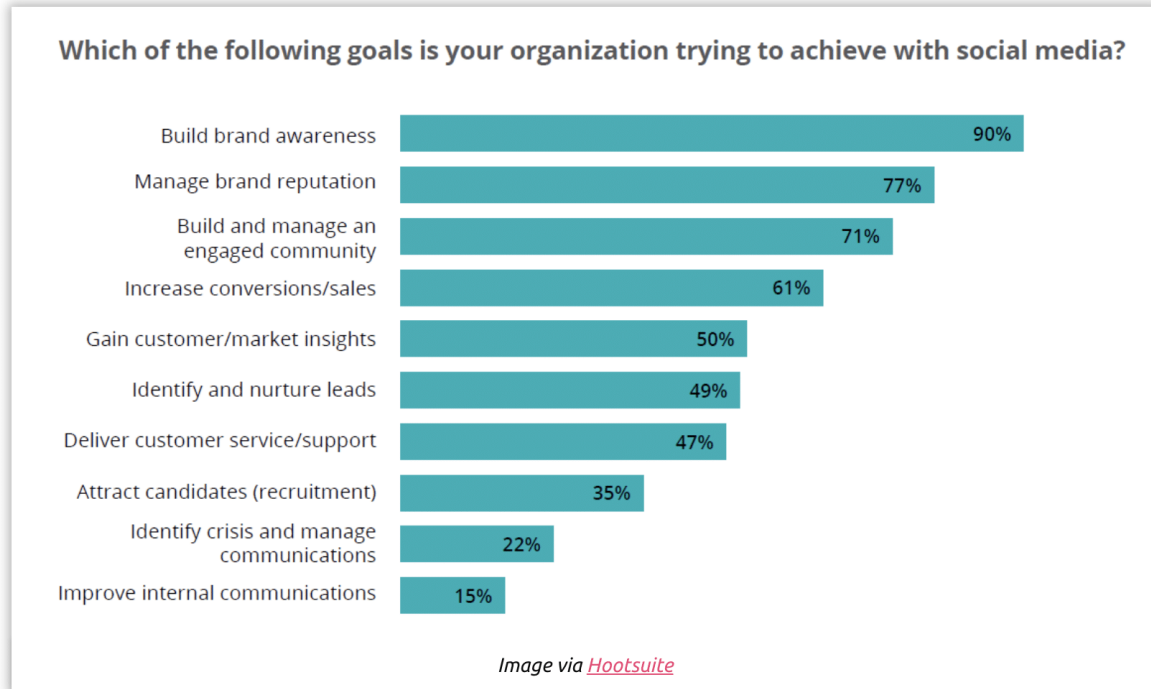 Which of the following goals is your organization trying to achieve with social media?
Build brand awareness 90%
Manage brand reputation 77%
Build and manage an
engaged community 71%
Increase conversions/sales 61%
Gain customer/market insights 50%
Identify and nurture leads 49%
Deliver customer service/support 47%
Attract candidates (recruitment) 35%
Identify crisis and manage
communications 22%
Improve internal communications 15%
Image via Hootsuite